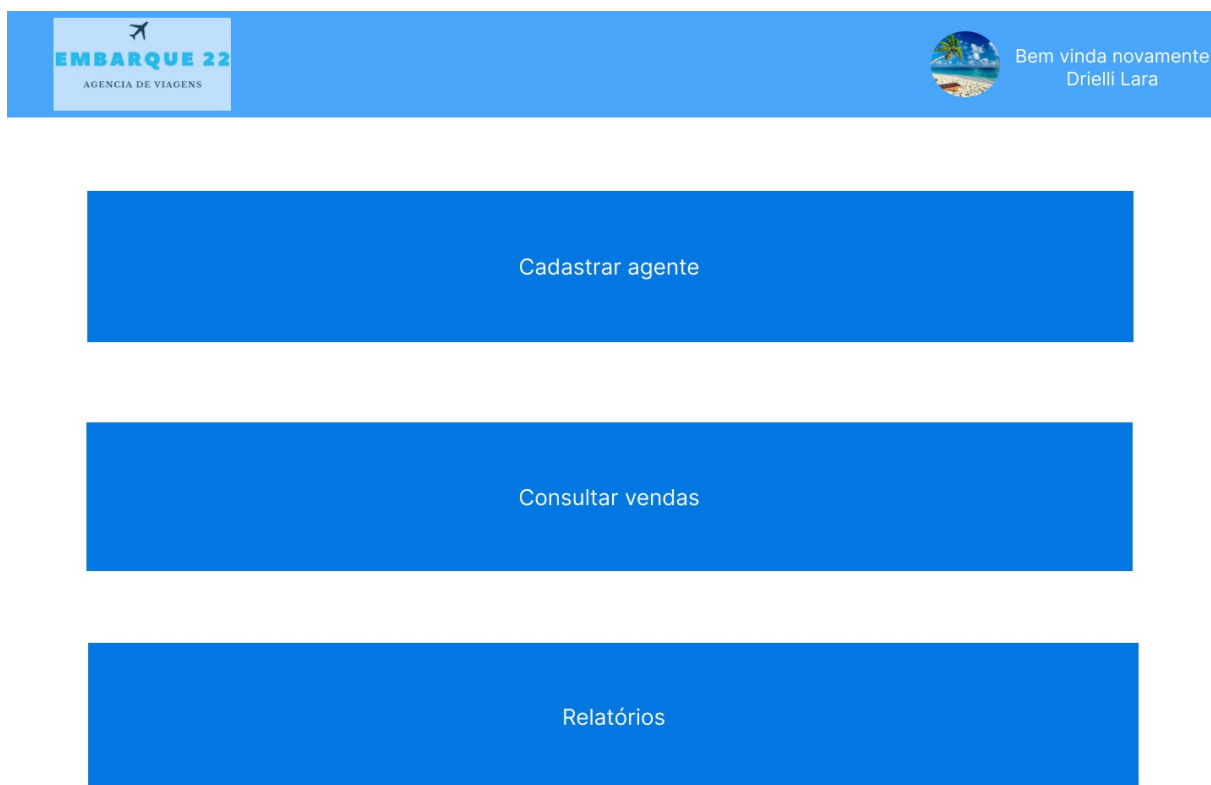 EMBARQUE 22
AGENCIA DE VIAGENS
Bem vinda novamente
Drielli Lara
Cadastrar agente
Consultar vendas
Relatórios